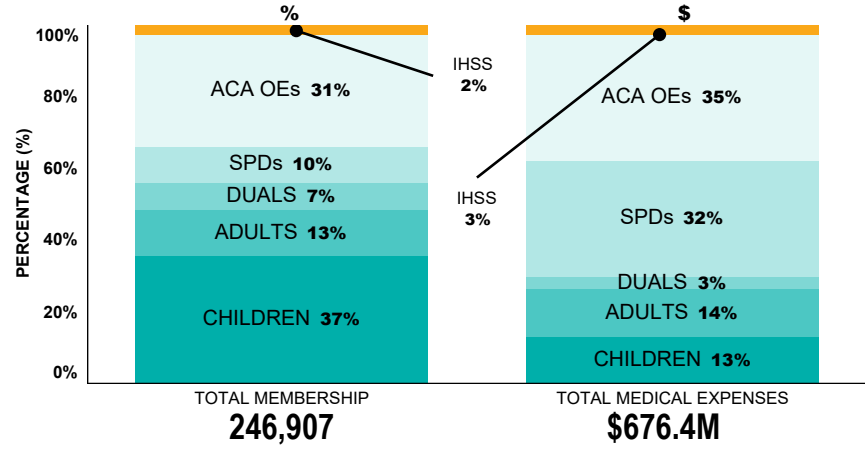 %
$
PERCENTAGE (%)
100%
80%
60%
40%
20%
0%
ACA OEs 31%
SPDs 10%
DUALS 7%
ADULTS 13%
CHILDREN 37%
IHSS
2%
IHSS
3%
ACA OEs 35%
SPDs 32%
DUALS 3%
ADULTS 14%
CHILDREN 13%
TOTAL MEMBERSHIP
246,907
TOTAL MEDICAL EXPENSES
$676.4M